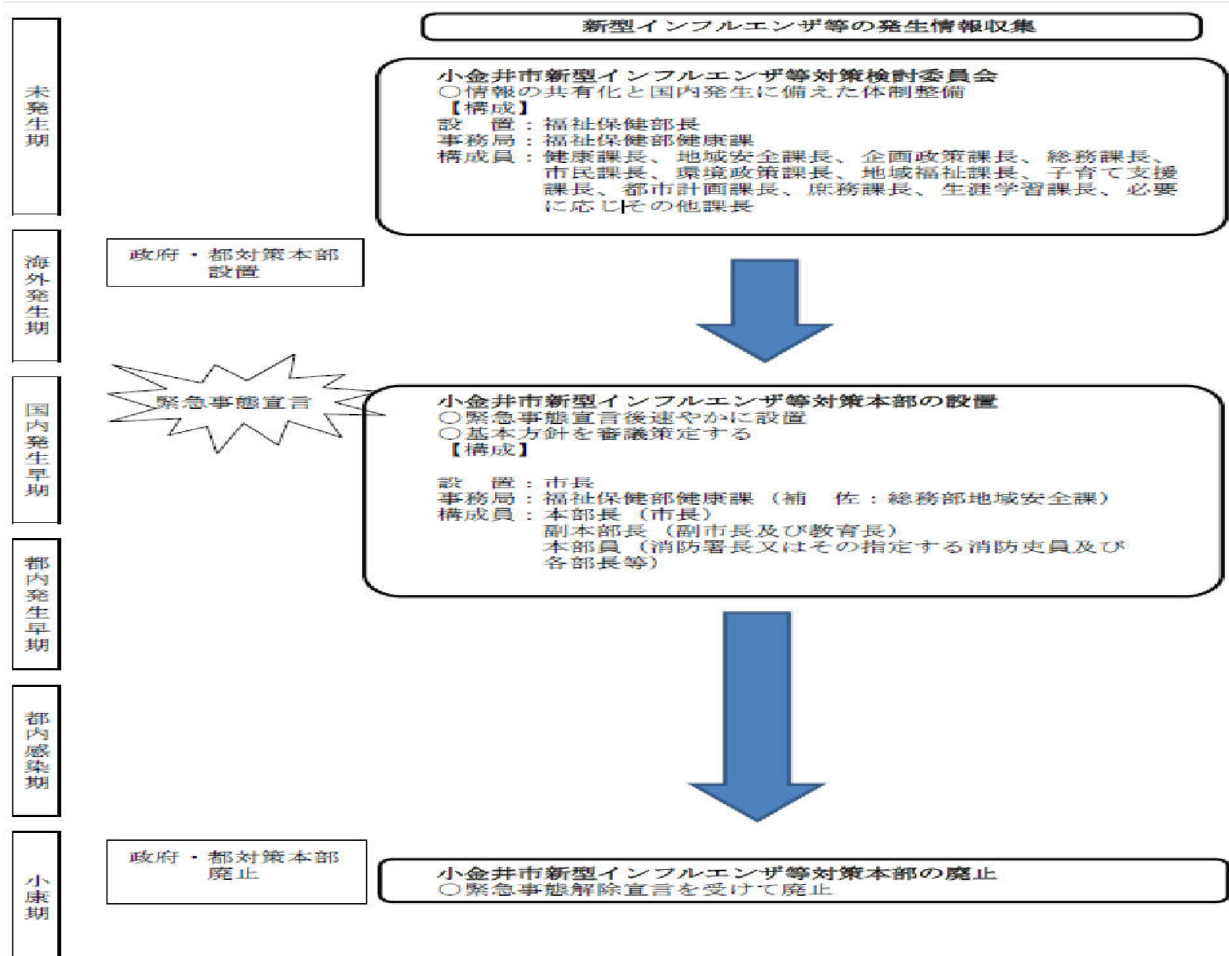 新型インフルエンザ等の発生情報収集
未発生期
小金井市新型インフルエンザ等対策検討委員会
○情報の共有化と国内発生に備えた体制整備
【構成】
設　置：福祉保健部長
事務局：福祉保健部健康課
構成員：健康課長、地域安全課長、企画政策課長、総務課長、
市民課長、環境政策課長、地域福祉課長、子育て支援
課長、都市計画課長、庶務課長、生涯学習課長、必要
に応じその他課長
海外発生期
政府・都対策本部
設置
国内発生早期
緊急事態宣言
小金井市新型インフルエンザ等対策本部の設置
○緊急事態宣言後速やかに設置
○基本方針を審議策定する
【構成】
設　置：市長
事務局：福祉保健部健康課（補　佐：総務部地域安全課）
構成員：本部長（市長）
副本部長（副市長及び教育長）
本部員（消防署長又はその指定する消防吏員及び
各部長等）
都内発生早期
都内感染期
小康期
政府・都対策本部
廃止
小金井市新型インフルエンザ等対策本部の廃止
○緊急事態解除宣言を受けて廃止